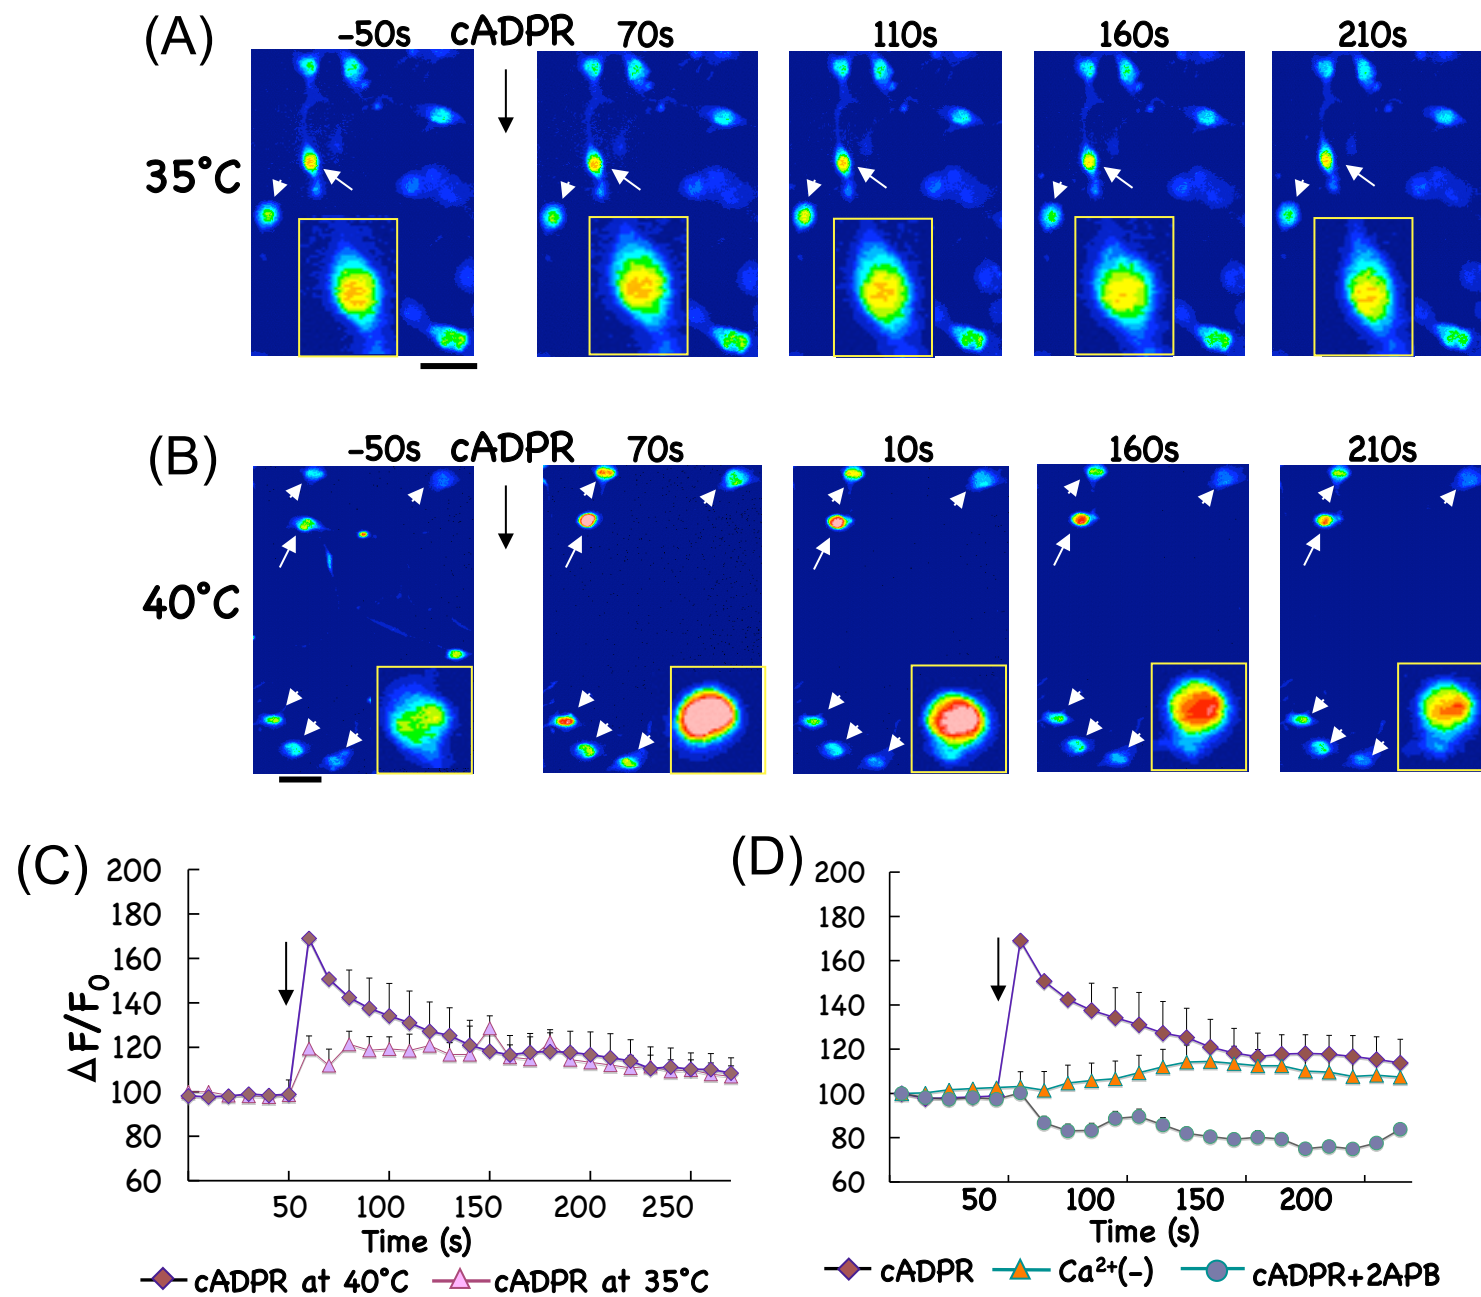 (A) -50s cADPR 70s 110s 160s 210s
35°C
(B) -50s cADPR 70s 10s 160s 210s
40°C
(C)
200
180
160
140
120
100
80
60
ΔF/F0
50 100 150 200 250
Time (s)
cADPR at 40°C cADPR at 35°C
(D)
200
180
160
140
120
100
80
60
50 100 150 200
Time (s)
cADPR Ca2+(-) cADPR+2APB